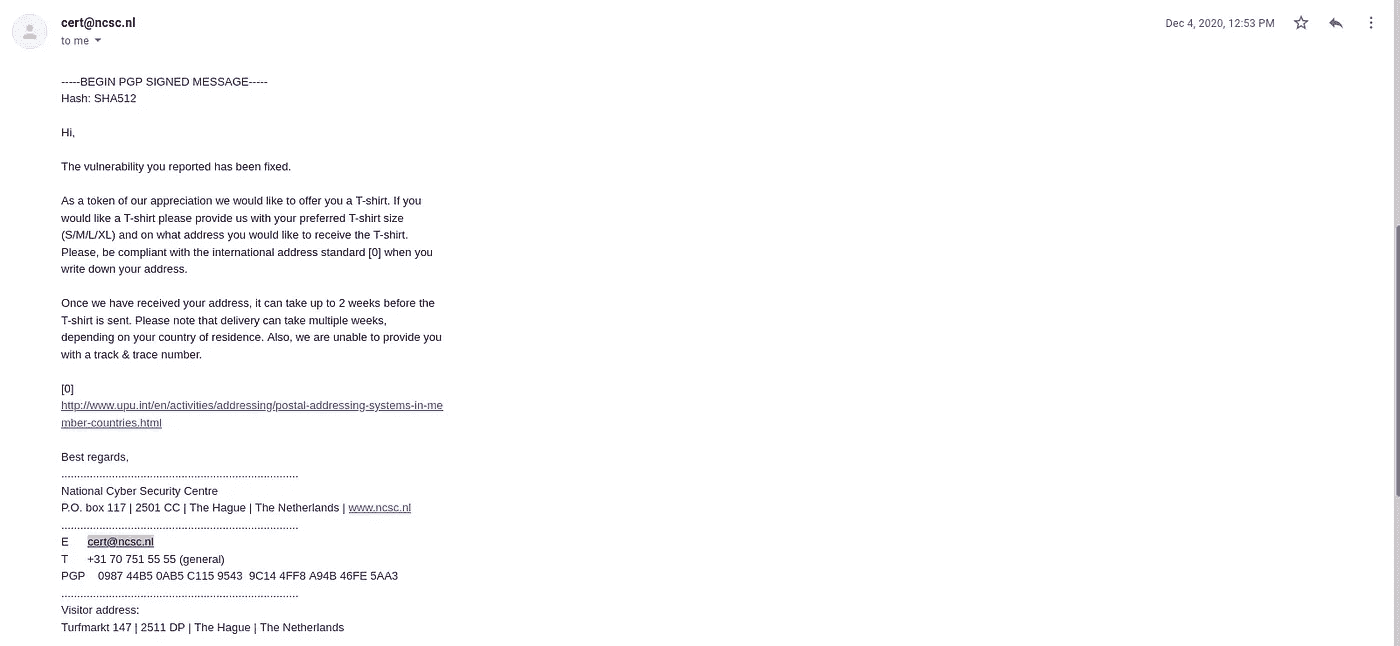 cert@ncsc.nl
Dec 4, 2020, 12:53 PM
to me
-----BEGIN PGP SIGNED MESSAGE-----
Hash: SHA512
Hi,
The vulnerability you reported has been fixed.
As a token of our appreciation we would like to offer you a T-shirt. If you
would like a T-shirt please provide us with your preferred T-shirt size
(S/M/L/XL) and on what address you would like to receive the T-shirt.
Please, be compliant with the international address standard [0] when you
write down your address.
Once we have received your address, it can take up to 2 weeks before the
T-shirt is sent. Please note that delivery can take multiple weeks,
depending on your country of residence. Also, we are unable to provide you
with a track & trace number.
[0]
http://www.upu.int/en/activities/addressing/postal-addressing-systems-in-me
mber-countries.html
Best regards,
...........................................................................
National Cyber Security Centre
P.O. box 117 | 2501 CC | The Hague | The Netherlands | www.ncsc.nl
...........................................................................
E cert@ncsc.nl
T +31 70 751 55 55 (general)
PGP 0987 44B5 0AB5 C115 9543 9C14 4FF8 A94B 46FE 5AA3
...........................................................................
Visitor address:
Turfmarkt 147 | 2511 DP | The Hague | The Netherlands